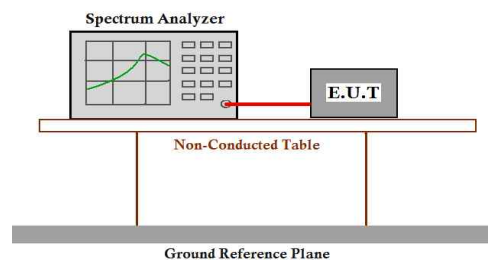 Spectrum Analyzer
E.U.T
Non-Conducted Table
Ground Reference Plane